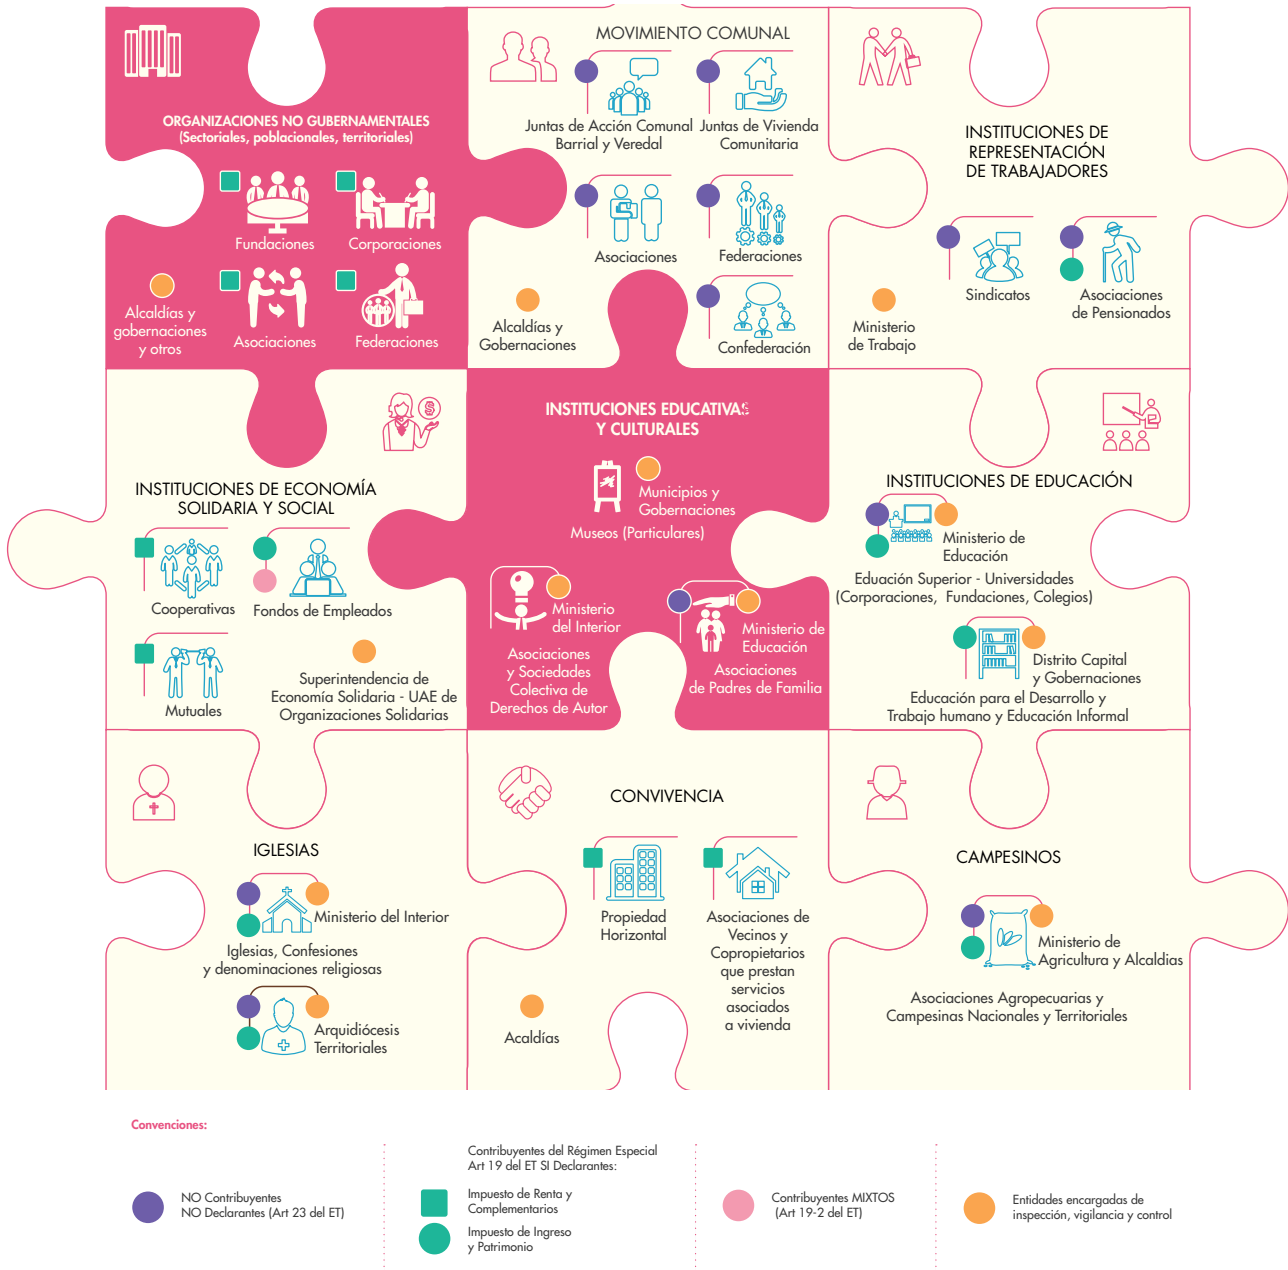 ORGANIZACIONES NO GUBERNAMENTALES
(Sectoriales, poblacionales, territoriales)
Fundaciones
Corporaciones
Alcaldías y
gobernaciones
y otros
Asociaciones
Federaciones
MOVIMIENTO COMUNAL
Juntas de Acción Comunal
Barrial y Veredal
Juntas de Vivienda
Comunitaria
Asociaciones
Federaciones
Alcaldías y
Gobernaciones
Confederación
INSTITUCIONES DE
REPRESENTACIÓN
DE TRABAJADORES
Sindicatos
Asociaciones
de Pensionados
Ministerio
de Trabajo
INSTITUCIONES DE ECONOMÍA
SOLIDARIA Y SOCIAL
Cooperativas
Fondos de Empleados
Mutuales
Superintendencia de
Economía Solidaria - UAE de
Organizaciones Solidarias
INSTITUCIONES EDUCATIVAS
Y CULTURALES
Municipios y
Gobernaciones
Museos (Particulares)
Ministerio
del Interior
Asociaciones
y Sociedades
Colectiva de
Derechos de Autor
Ministerio de
Educación
Asociaciones
de Padres de Familia
INSTITUCIONES DE EDUCACIÓN
Ministerio de
Educación
Eduación Superior - Universidades
(Corporaciones, Fundaciones, Colegios)
Distrito Capital
y Gobernaciones
Educación para el Desarrollo y
Trabajo humano y Educación Informal
IGLESIAS
Ministerio del Interior
Iglesias, Confesiones
y denominaciones religiosas
Arquidiócesis
Territoriales
CONVIVENCIA
Propiedad
Horizontal
Asociaciones de
Vecinos y
Copropietarios
que prestan
servicios
asociados
a vivienda
Acaldías
CAMPESINOS
Ministerio de
Agricultura y Alcaldias
Asociaciones Agropecuarias y
Campesinas Nacionales y Territoriales
Convenciones:
NO Contribuyentes
NO Declarantes (Art 23 del ET)
Contribuyentes del Régimen Especial
Art 19 del ET SI Declarantes:
Impuesto de Renta y
Complementarios
Impuesto de Ingreso
y Patrimonio
Contribuyentes MIXTOS
(Art 19-2 del ET)
Entidades encargadas de
inspección, vigilancia y control